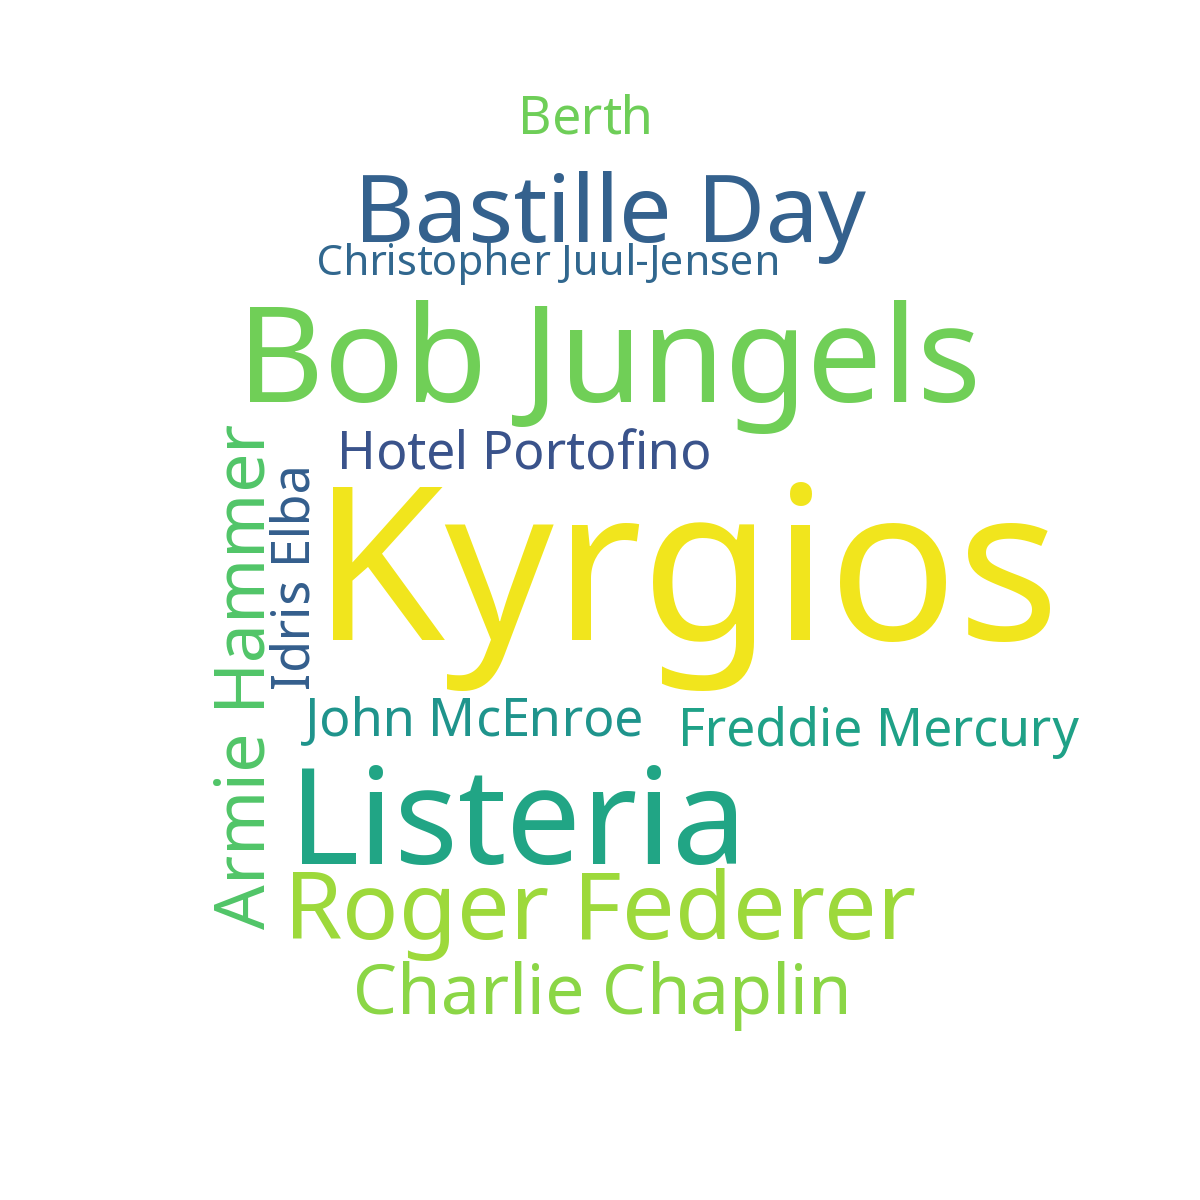 Berth
Bastille Day
Christopher Juul-Jensen
Bob Jungels
Hotel Portofino
Armie Hammer
Idris Elba
Kyrgios
John McEnroe
Freddie Mercury
Listeria
Roger Federer
Charlie Chaplin